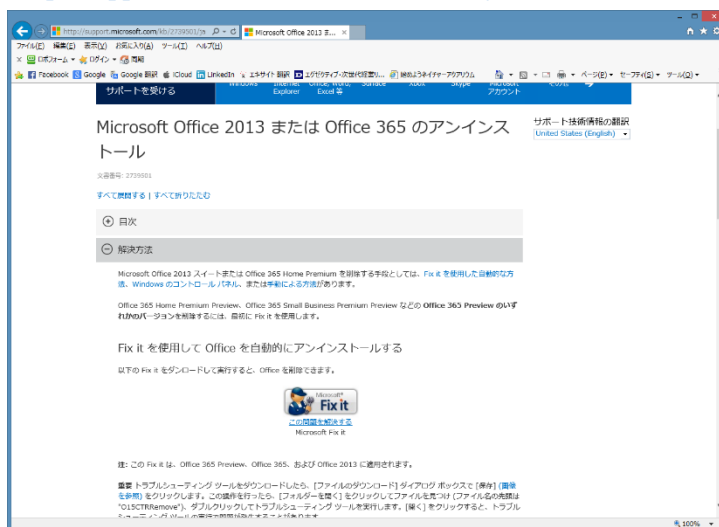 http://support.microsoft.com/kb/2739501/ja
Microsoft Office 2013 ま...
ファイル(F) 編集(E) 表示(V) お気に入り(A) ツール(T) ヘルプ(H)
ロボフォーム ログイン 同期
Facebook Google Google 翻訳 iCloud LinkedIn エキサイト 翻訳 ページ(P) セーフティ(S) ツール(O)
サポートを受ける Explorer Excel 等 アカウント
Microsoft Office 2013 または Office 365 のアンインス
トール
サポート技術情報の翻訳
United States (English)
文書番号: 2739501
すべて展開する | すべて折りたたむ
目次
解決方法
Microsoft Office 2013 スイートまたは Office 365 Home Premium を削除する手段としては、Fix it を使用した自動的な方
法、Windows のコントロール パネル、または手動による方法があります。
Office 365 Home Premium Preview、Office 365 Small Business Premium Preview などの Office 365 Preview のいず
れかのバージョンを削除するには、最初に Fix it を使用します。
Fix it を使用して Office を自動的にアンインストールする
以下の Fix it をダンロードして実行すると、Office を削除できます。
Microsoft®
Fix it
この問題を解決する
Microsoft Fix it
注: この Fix it は、Office 365 Preview、Office 365、および Office 2013 に適用されます。
重要 トラブルシューティング ツールをダウンロードしたら、[ファイルのダウンロード] ダイアログ ボックスで [保存] (画像
を参照) をクリックします。この操作を行ったら、[フォルダーを開く] をクリックしてファイルを見つけ (ファイル名の先頭は
"O15CTRRemove")、ダブルクリックしてトラブルシューティング ツールを実行します。[開く] をクリックすると、トラブル
100%